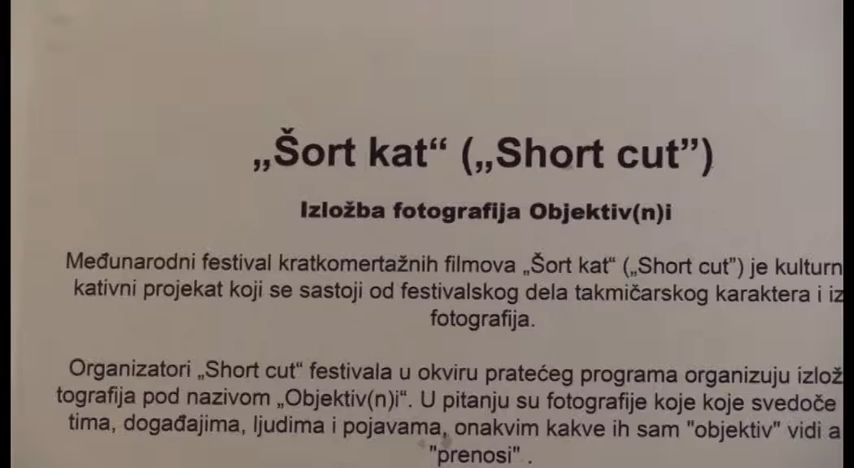 „Šort kat“ („Short cut”)
Izložba fotografija Objektiv(n)i
Međunarodni festival kratkomertažnih filmova „Šort kat“ („Short cut”) je kulturn
kativni projekat koji se sastoji od festivalskog dela takmičarskog karaktera i iz
fotografija.
Organizatori „Short cut“ festivala u okviru pratećeg programa organizuju izlož
tografija pod nazivom „Objektiv(n)i“. U pitanju su fotografije koje koje svedoče
tima, događajima, ljudima i pojavama, onakvim kakve ih sam "objektiv" vidi a
"prenosi" .